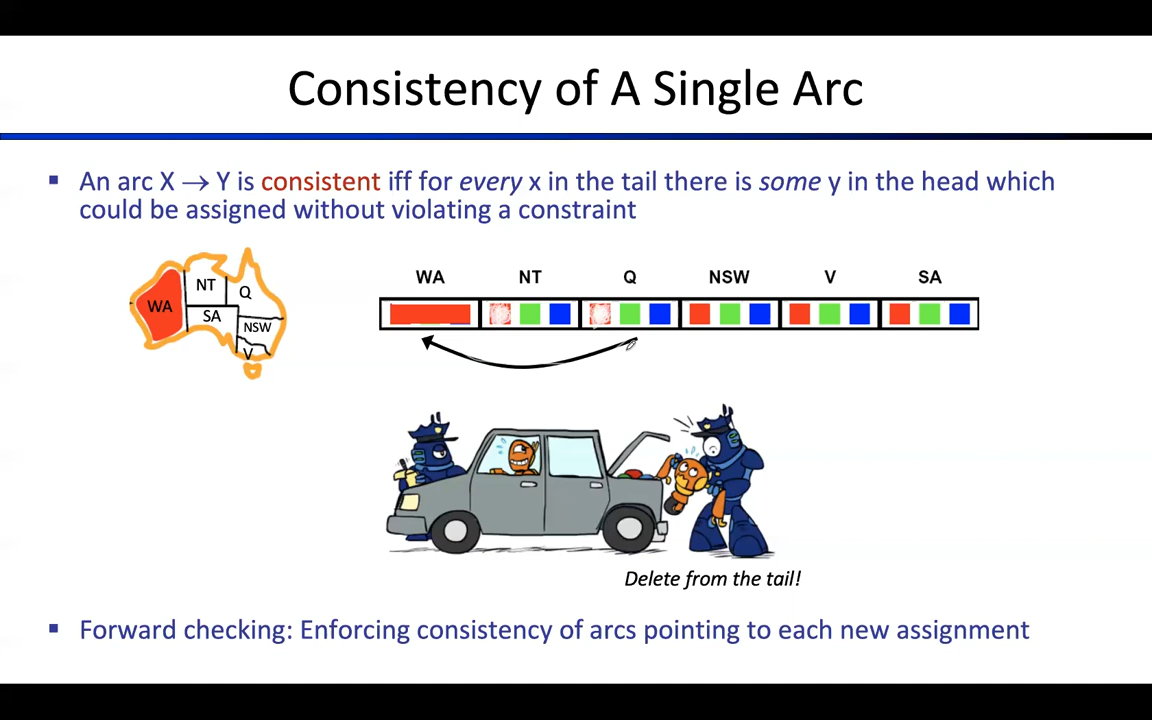 Consistency of A Single Arc
▪ An arc X → Y is consistent iff for every x in the tail there is some y in the head which
could be assigned without violating a constraint
WA NT Q NSW V SA
NT Q
WA SA
NSW
V
Delete from the tail!
▪ Forward checking: Enforcing consistency of arcs pointing to each new assignment